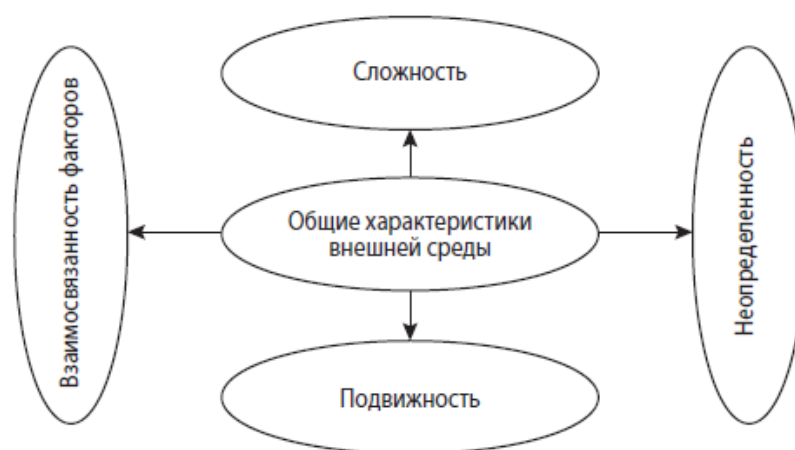 Сложность
Взаимосвязанность факторов
Общие характеристики
внешней среды
Неопределенность
Подвижность